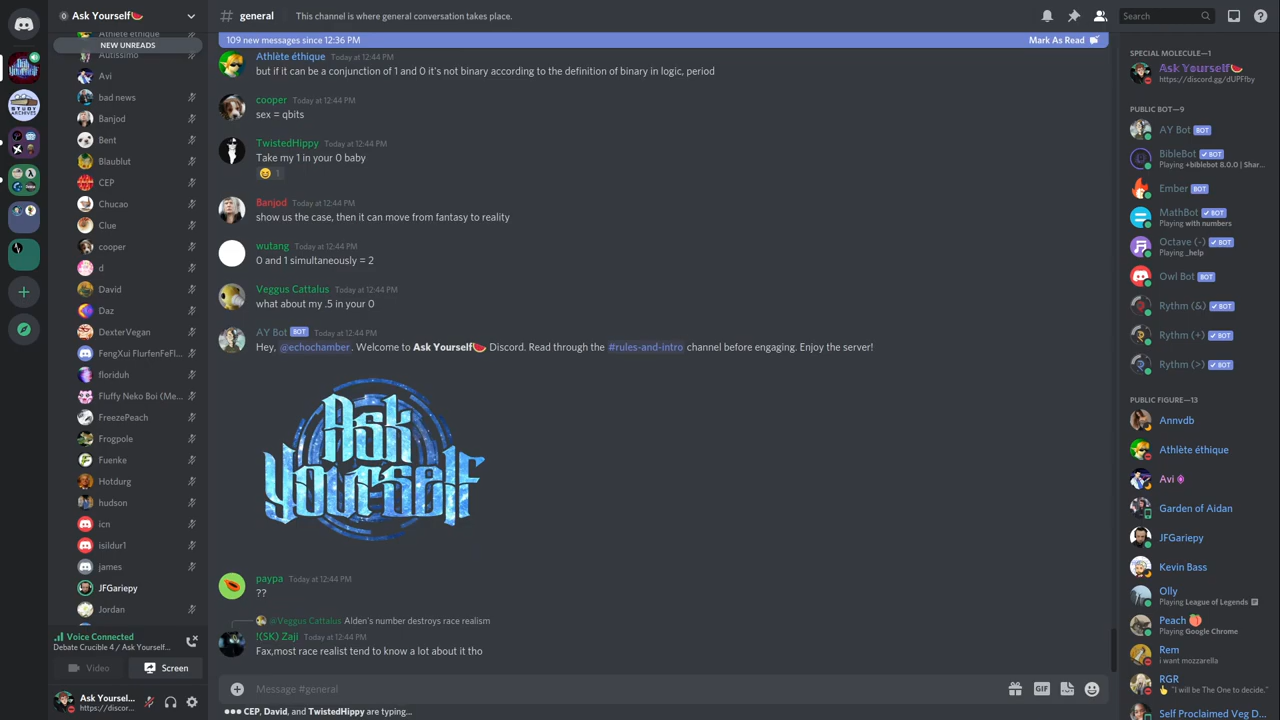 Ask Yourself🍉
NEW UNREADS
Athlète éthique
Autissimo
Avi
bad news
Banjod
Bent
Blaublut
CEP
Chucao
Clue
cooper
d
David
Daz
DexterVegan
FengXui FlurfenFeFl...
floriduh
Fluffy Neko Boi (Me...
FreezePeach
Frogpole
Fuenke
Hotdurg
hudson
icn
isildur1
james
JFGariepy
Jordan
Voice Connected
Debate Crucible 4 / Ask Yourself...
Video
Screen
Ask Yoursel...
https://discor...
# general
This channel is where general conversation takes place.
Search
109 new messages since 12:36 PM
Mark As Read
Athlète éthique Today at 12:44 PM
but if it can be a conjunction of 1 and 0 it's not binary according to the definition of binary in logic, period
cooper Today at 12:44 PM
sex = qbits
TwistedHippy Today at 12:44 PM
Take my 1 in your 0 baby
1
Banjod Today at 12:44 PM
show us the case, then it can move from fantasy to reality
wutang Today at 12:44 PM
0 and 1 simultaneously = 2
Veggus Cattalus Today at 12:44 PM
what about my .5 in your 0
AY Bot BOT Today at 12:44 PM
Hey, @echochamber. Welcome to Ask Yourself🍉 Discord. Read through the #rules-and-intro channel before engaging. Enjoy the server!
Ask
Yourself
paypa Today at 12:44 PM
??
@Veggus Cattalus Alden's number destroys race realism
!(SK) Zaji Today at 12:44 PM
Fax,most race realist tend to know a lot about it tho
Message #general
GIF
CEP, David, and TwistedHippy are typing...
SPECIAL MOLECULE—1
Ask Yourself🍉
https://discord.gg/dUPFfby
PUBLIC BOT—9
AY Bot BOT
BibleBot BOT
Playing +biblebot 8.0.0 | Shar...
Ember BOT
MathBot BOT
Playing with numbers
Octave (-) BOT
Playing _help
Owl Bot BOT
Rythm (&) BOT
Rythm (+) BOT
Rythm (>) BOT
PUBLIC FIGURE—13
Annvdb
Athlète éthique
Avi
Garden of Aidan
JFGariepy
Kevin Bass
Olly
Playing League of Legends
Peach 🍑
Playing Google Chrome
Rem
i want mozzarella
RGR
👆 "I will be The One to decide."
Self Proclaimed Veg D...